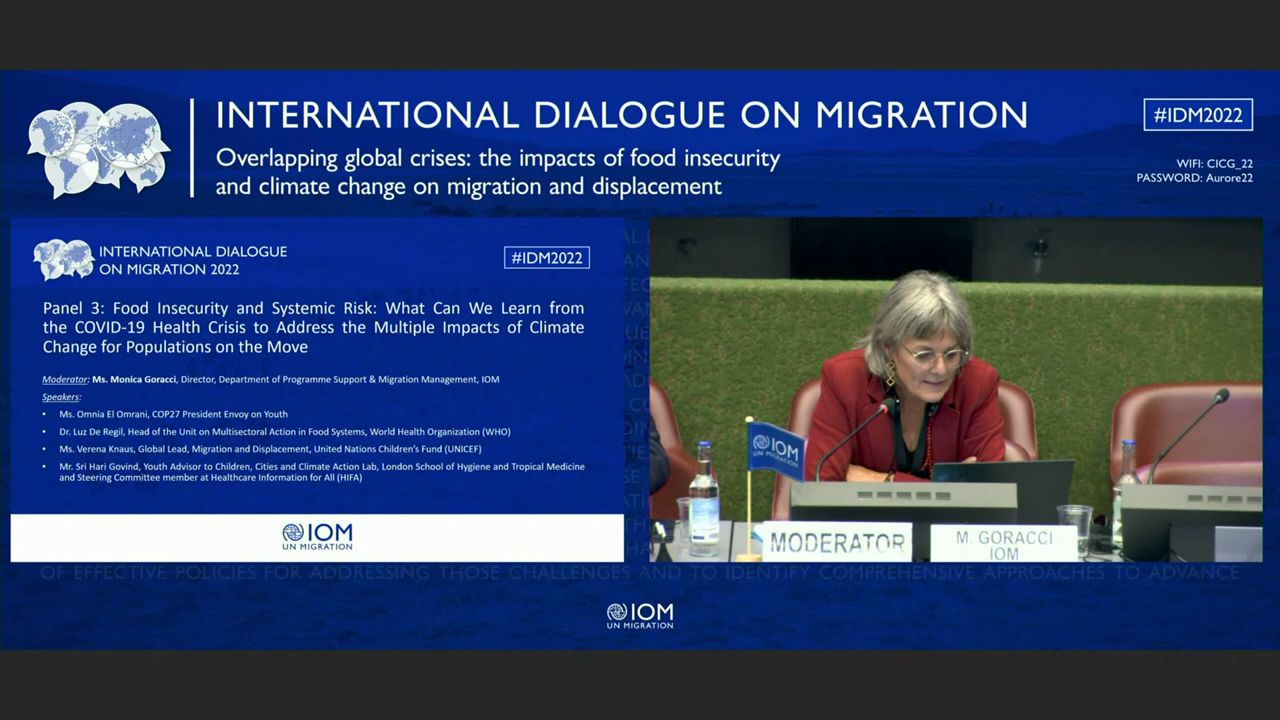 INTERNATIONAL DIALOGUE ON MIGRATION
Overlapping global crises: the impacts of food insecurity
and climate change on migration and displacement
#IDM2022
WIFI: CICG_22
PASSWORD: Aurore22
INTERNATIONAL DIALOGUE
ON MIGRATION 2022
#IDM2022
Panel 3: Food Insecurity and Systemic Risk: What Can We Learn from
the COVID-19 Health Crisis to Address the Multiple Impacts of Climate
Change for Populations on the Move
Moderator: Ms. Monica Goracci, Director, Department of Programme Support & Migration Management, IOM
Speakers:
• Ms. Omnia El Omrani, COP27 President Envoy on Youth
• Dr. Luz De Regil, Head of the Unit on Multisectoral Action in Food Systems, World Health Organization (WHO)
• Ms. Verena Knaus, Global Lead, Migration and Displacement, United Nations Children's Fund (UNICEF)
• Mr. Sri Hari Govind, Youth Advisor to Children, Cities and Climate Action Lab, London School of Hygiene and Tropical Medicine
and Steering Committee member at Healthcare Information for All (HIFA)
IOM
UN MIGRATION
IOM
UN MIGRATION
MODERATOR
M. GORACCI
IOM
OF EFFECTIVE POLICIES FOR ADDRESSING THOSE CHALLENGES AND TO IDENTIFY COMPREHENSIVE APPROACHES TO ADVANCE
IOM
UN MIGRATION